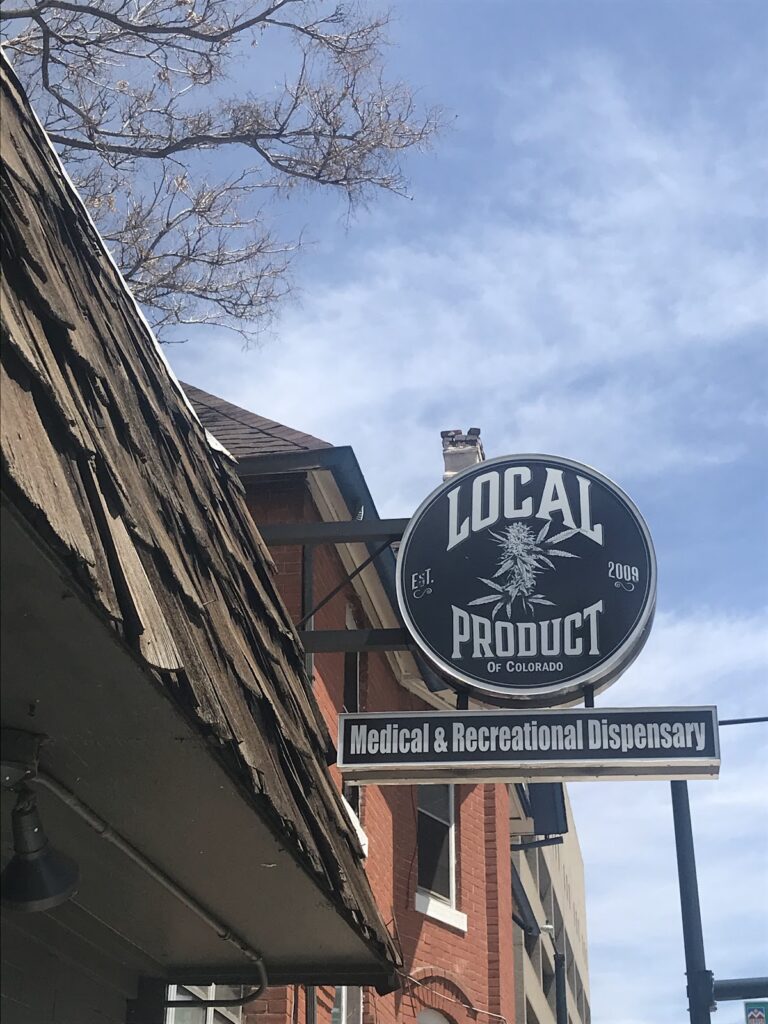 LOCAL
EST. 2009
PRODUCT
OF COLORADO
Medical & Recreational Dispensary